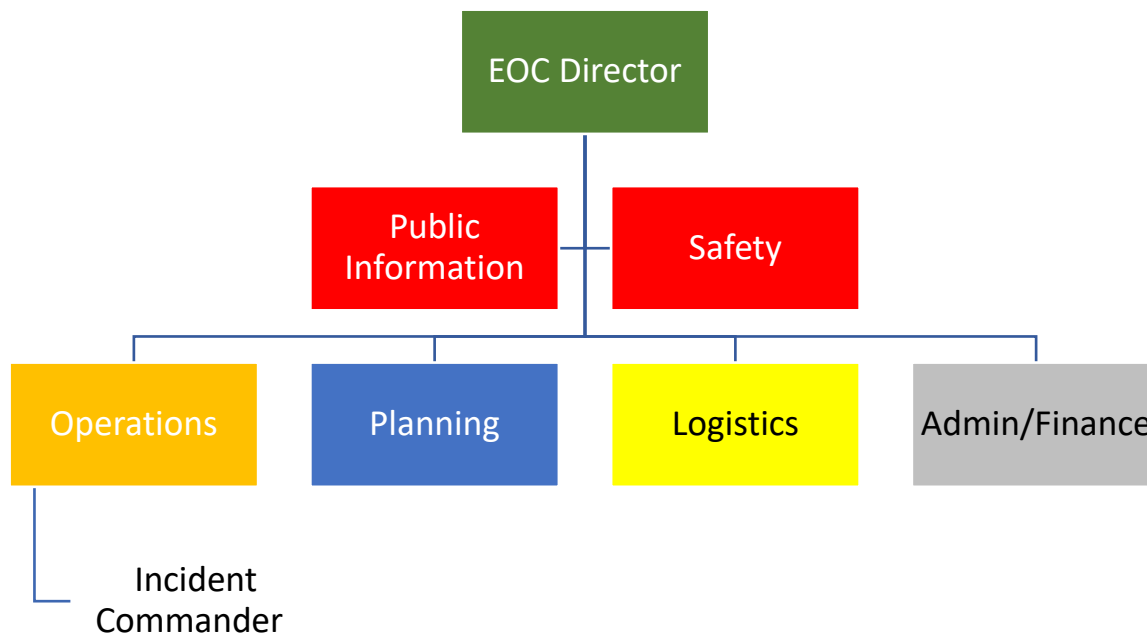 EOC Director
Public
Information
Safety
Operations
Planning
Logistics
Admin/Finance
Incident
Commander